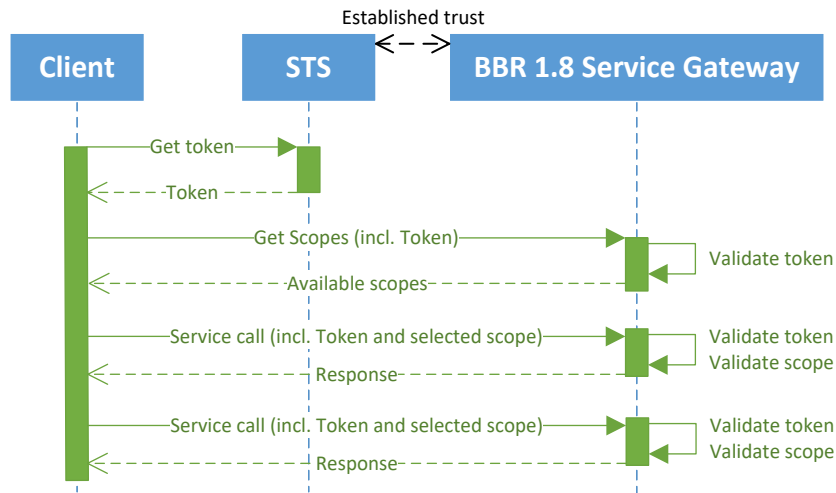 Established trust
Client
STS
BBR 1.8 Service Gateway
Get token
Token
Get Scopes (incl. Token)
Validate token
Available scopes
Service call (incl. Token and selected scope)
Validate token
Validate scope
Response
Service call (incl. Token and selected scope)
Validate token
Validate scope
Response